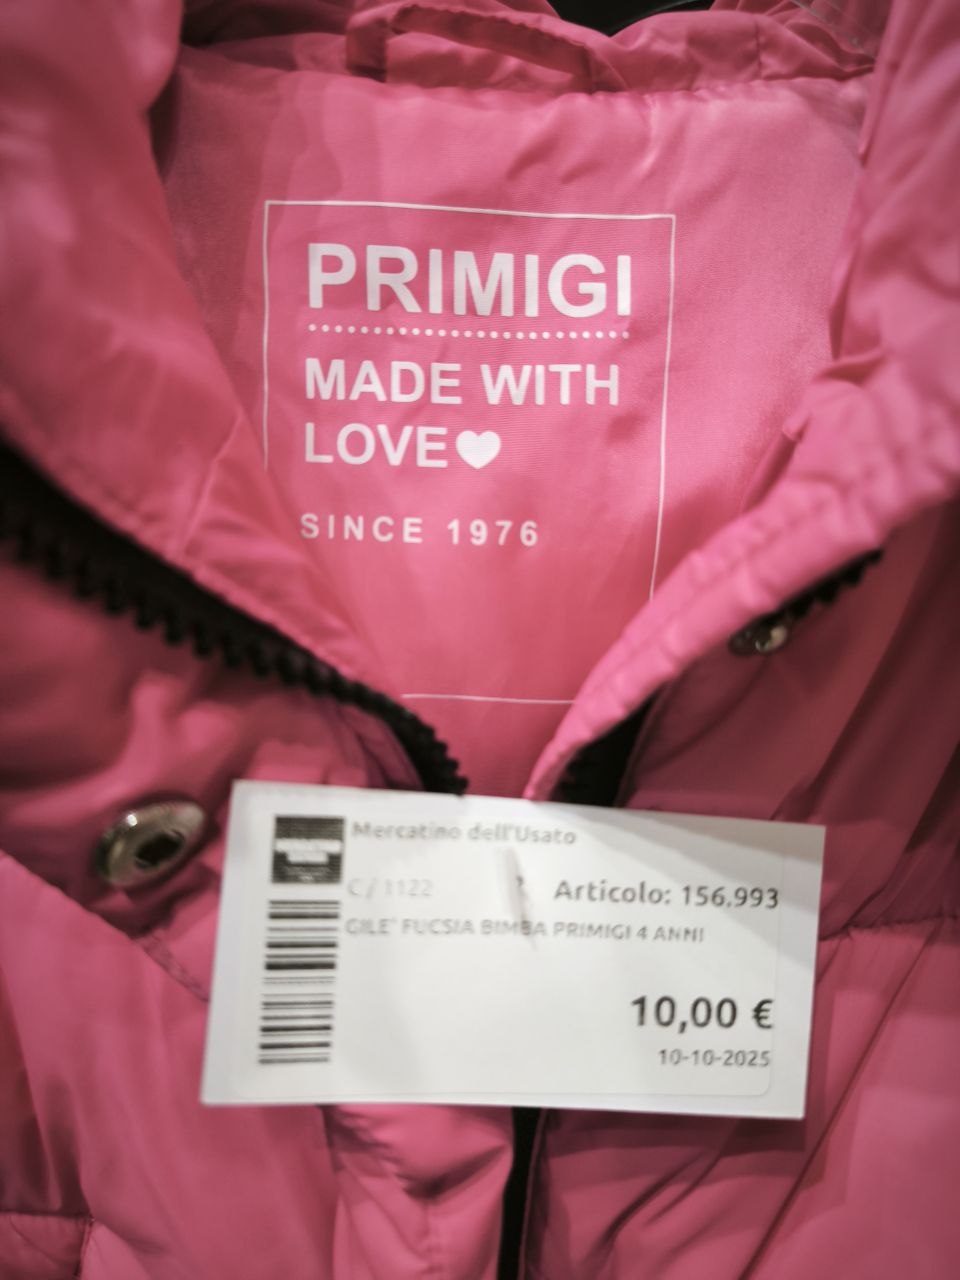 PRIMIGI
MADE WITH
LOVE♥
SINCE 1976
Mercatino dell'Usato
C / 1122
Articolo: 156.993
GILE' FUCSIA BIMBA PRIMIGI 4 ANNI
10,00 €
10-10-2025